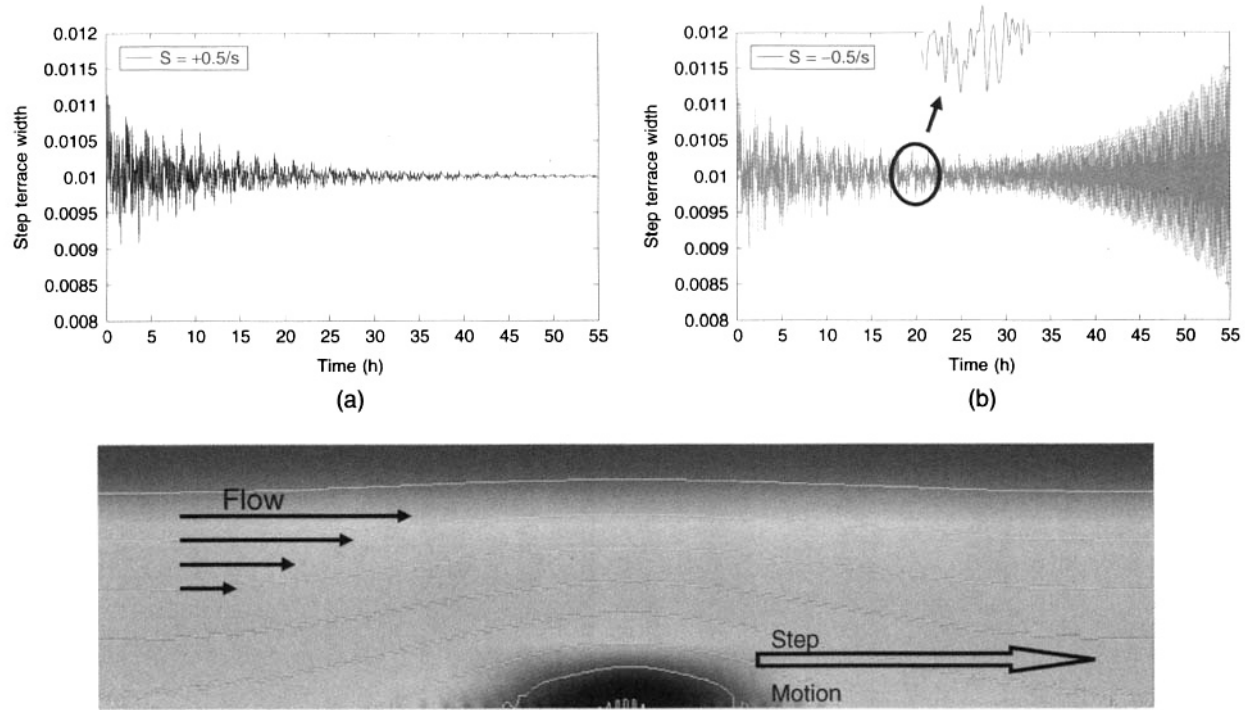 0.012
0.0115
0.011
0.0105
0.01
0.0095
0.009
0.0085
0.008
S = +0.5/s
Step terrace width
0 5 10 15 20 25 30 35 40 45 50 55
Time (h)
(a)
0.012
0.0115
0.011
0.0105
0.01
0.0095
0.009
0.0085
0.008
S = −0.5/s
Step terrace width
0 5 10 15 20 25 30 35 40 45 50 55
Time (h)
(b)
Flow
Step
Motion